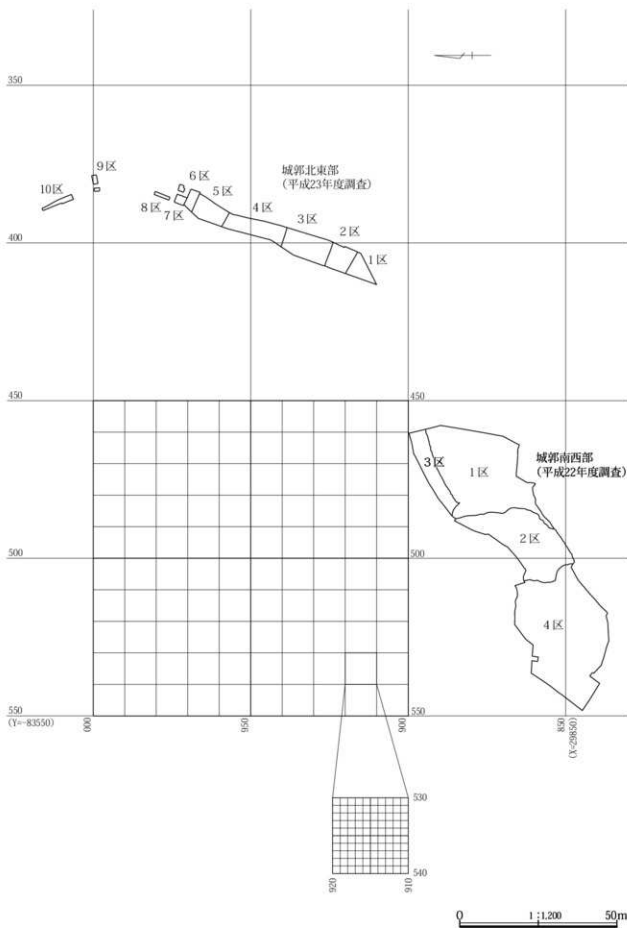 350
9区
10区
6区
8区
7区
5区
4区
城郭北東部
(平成23年度調査)
3区
2区
1区
400
450
450
3区
1区
城郭南西部
(平成22年度調査)
2区
500
500
4区
550
(Y=-83550)
000
950
900
550
850
(X=-29850)
530
540
920
910
0
1:1,200
50m